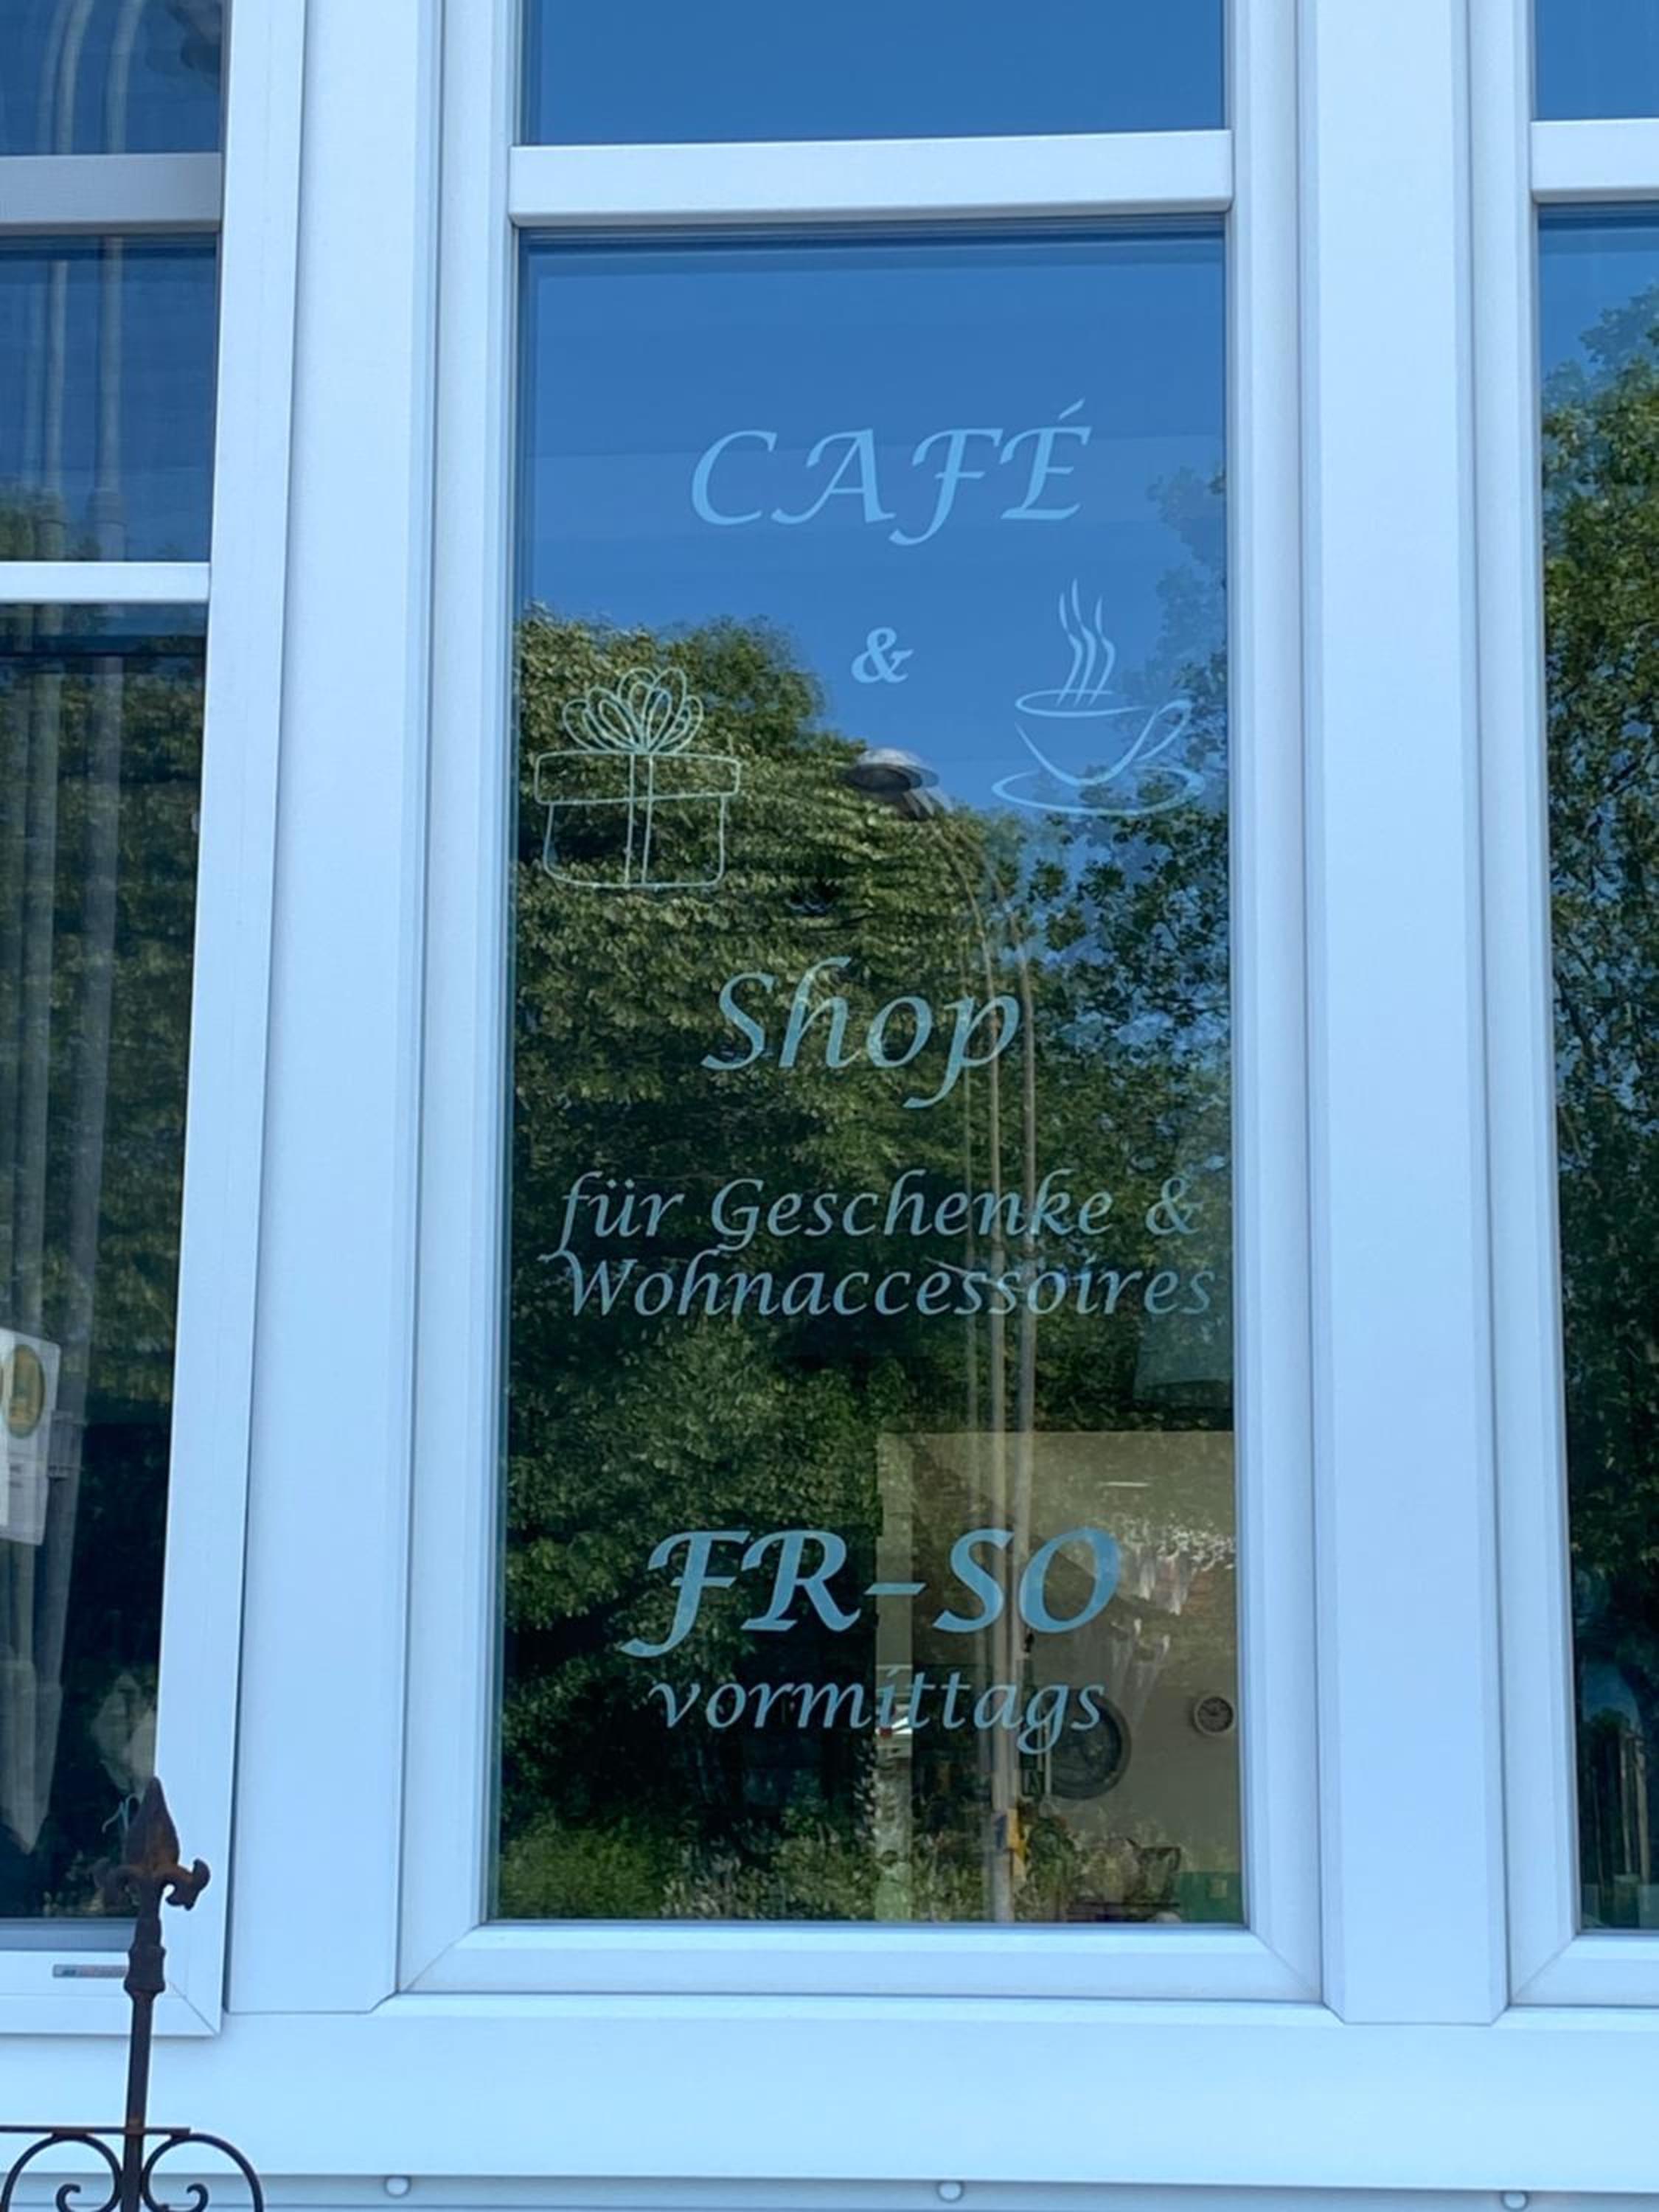 CAFÉ
&
Shop
für Geschenke &
Wohnaccessoires
FR-SO
vormittags